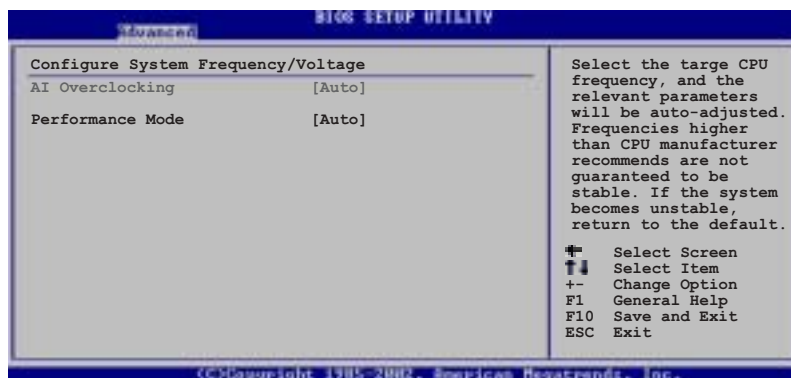 BIOS SETUP UTILITY
Advanced
Configure System Frequency/Voltage
AI Overclocking [Auto]
Performance Mode [Auto]
Select the targe CPU
frequency, and the
relevant parameters
will be auto-adjusted.
Frequencies higher
than CPU manufacturer
recommends are not
guaranteed to be
stable. If the system
becomes unstable,
return to the default.
Select Screen
↑↓ Select Item
+- Change Option
F1 General Help
F10 Save and Exit
ESC Exit
(C)Copyright 1985-2002, American Megatrends, Inc.